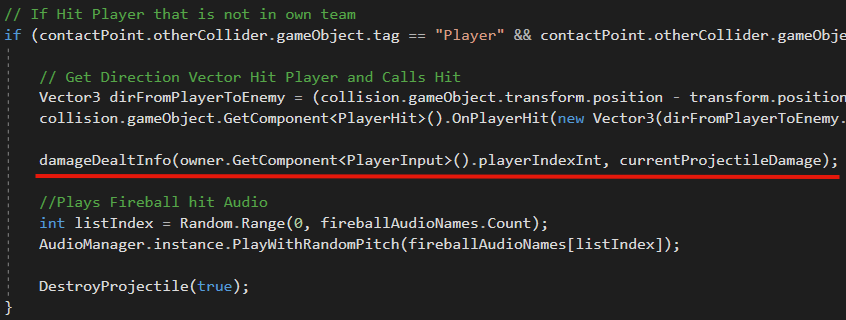 // If Hit Player that is not in own team
if (contactPoint.otherCollider.gameObject.tag == "Player" && contactPoint.otherCollider.gameObje
// Get Direction Vector Hit Player and Calls Hit
Vector3 dirFromPlayerToEnemy = (collision.gameObject.transform.position - transform.position
collision.gameObject.GetComponent<PlayerHit>().OnPlayerHit(new Vector3(dirFromPlayerToEnemy.
damageDealtInfo(owner.GetComponent<PlayerInput>().playerIndexInt, currentProjectileDamage);
//Plays Fireball hit Audio
int listIndex = Random.Range(0, fireballAudioNames.Count);
AudioManager.instance.PlayWithRandomPitch(fireballAudioNames[listIndex]);
DestroyProjectile(true);
}